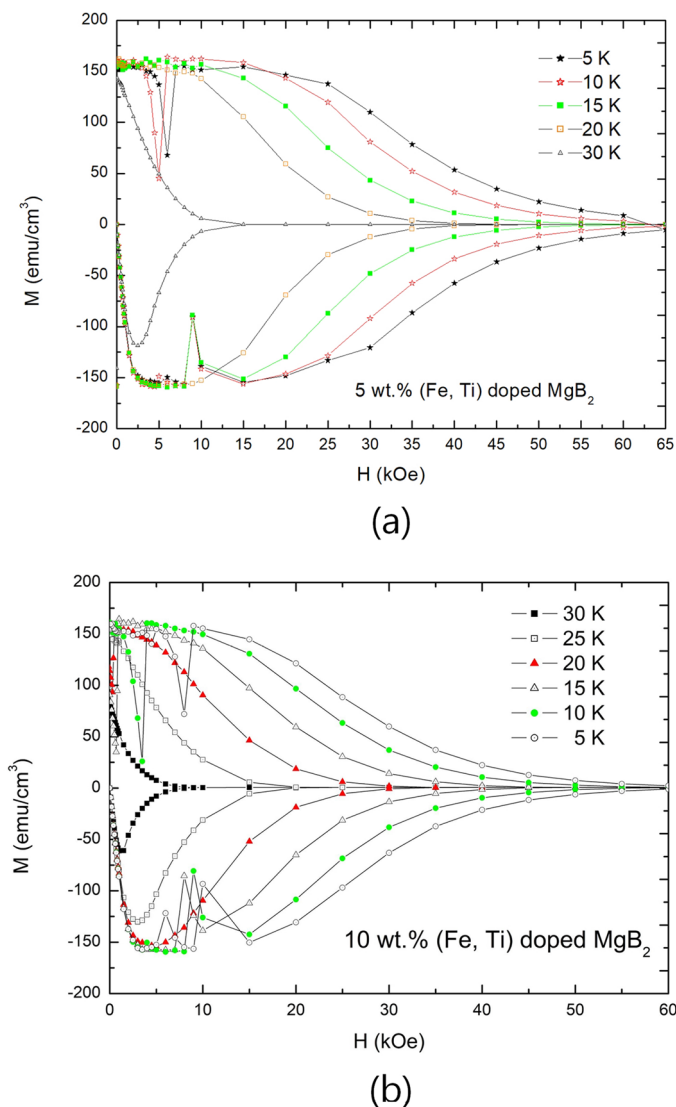 (a)
200
150
100
50
0
-50
-100
-150
-200
M (emu/cm³)
5 K
10 K
15 K
20 K
30 K
5 wt.% (Fe, Ti) doped MgB₂
0 5 10 15 20 25 30 35 40 45 50 55 60 65
H (kOe)
(a)
200
150
100
50
0
-50
-100
-150
-200
M (emu/cm³)
30 K
25 K
20 K
15 K
10 K
5 K
10 wt.% (Fe, Ti) doped MgB₂
0 10 20 30 40 50 60
H (kOe)
(b)